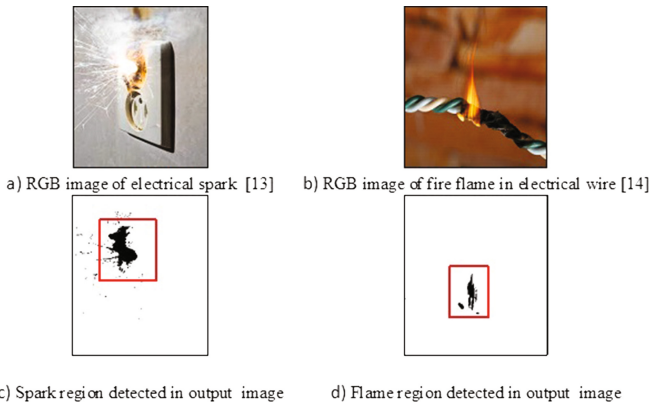 a) RGB image of electrical spark [13]
b) RGB image of fire flame in electrical wire [14]
c) Spark region detected in output image
d) Flame region detected in output image